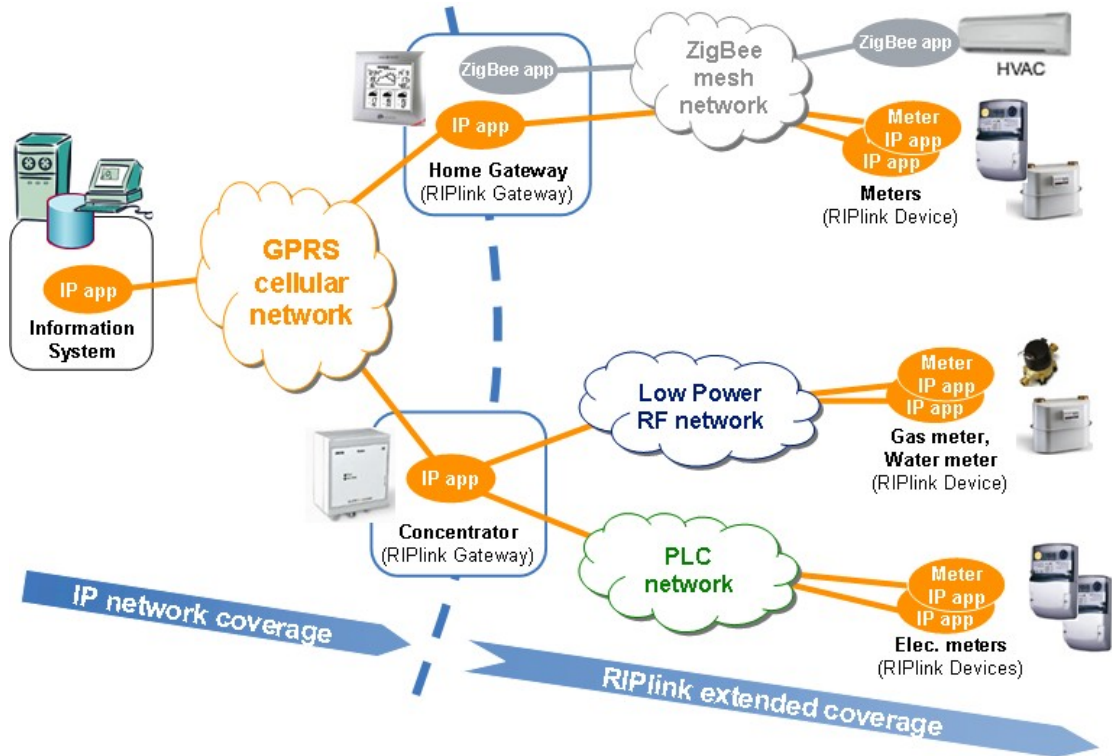 ZigBee app
ZigBee
mesh
network
ZigBee app
HVAC
IP app
Home Gateway
(RIPlink Gateway)
Meter
IP app
IP app
Meters
(RIPlink Device)
GPRS
cellular
network
IP app
Information
System
Low Power
RF network
Meter
IP app
IP app
Gas meter,
Water meter
(RIPlink Device)
IP app
Concentrator
(RIPlink Gateway)
PLC
network
Meter
IP app
IP app
Elec. meters
(RIPlink Devices)
IP network coverage
RIPlink extended coverage